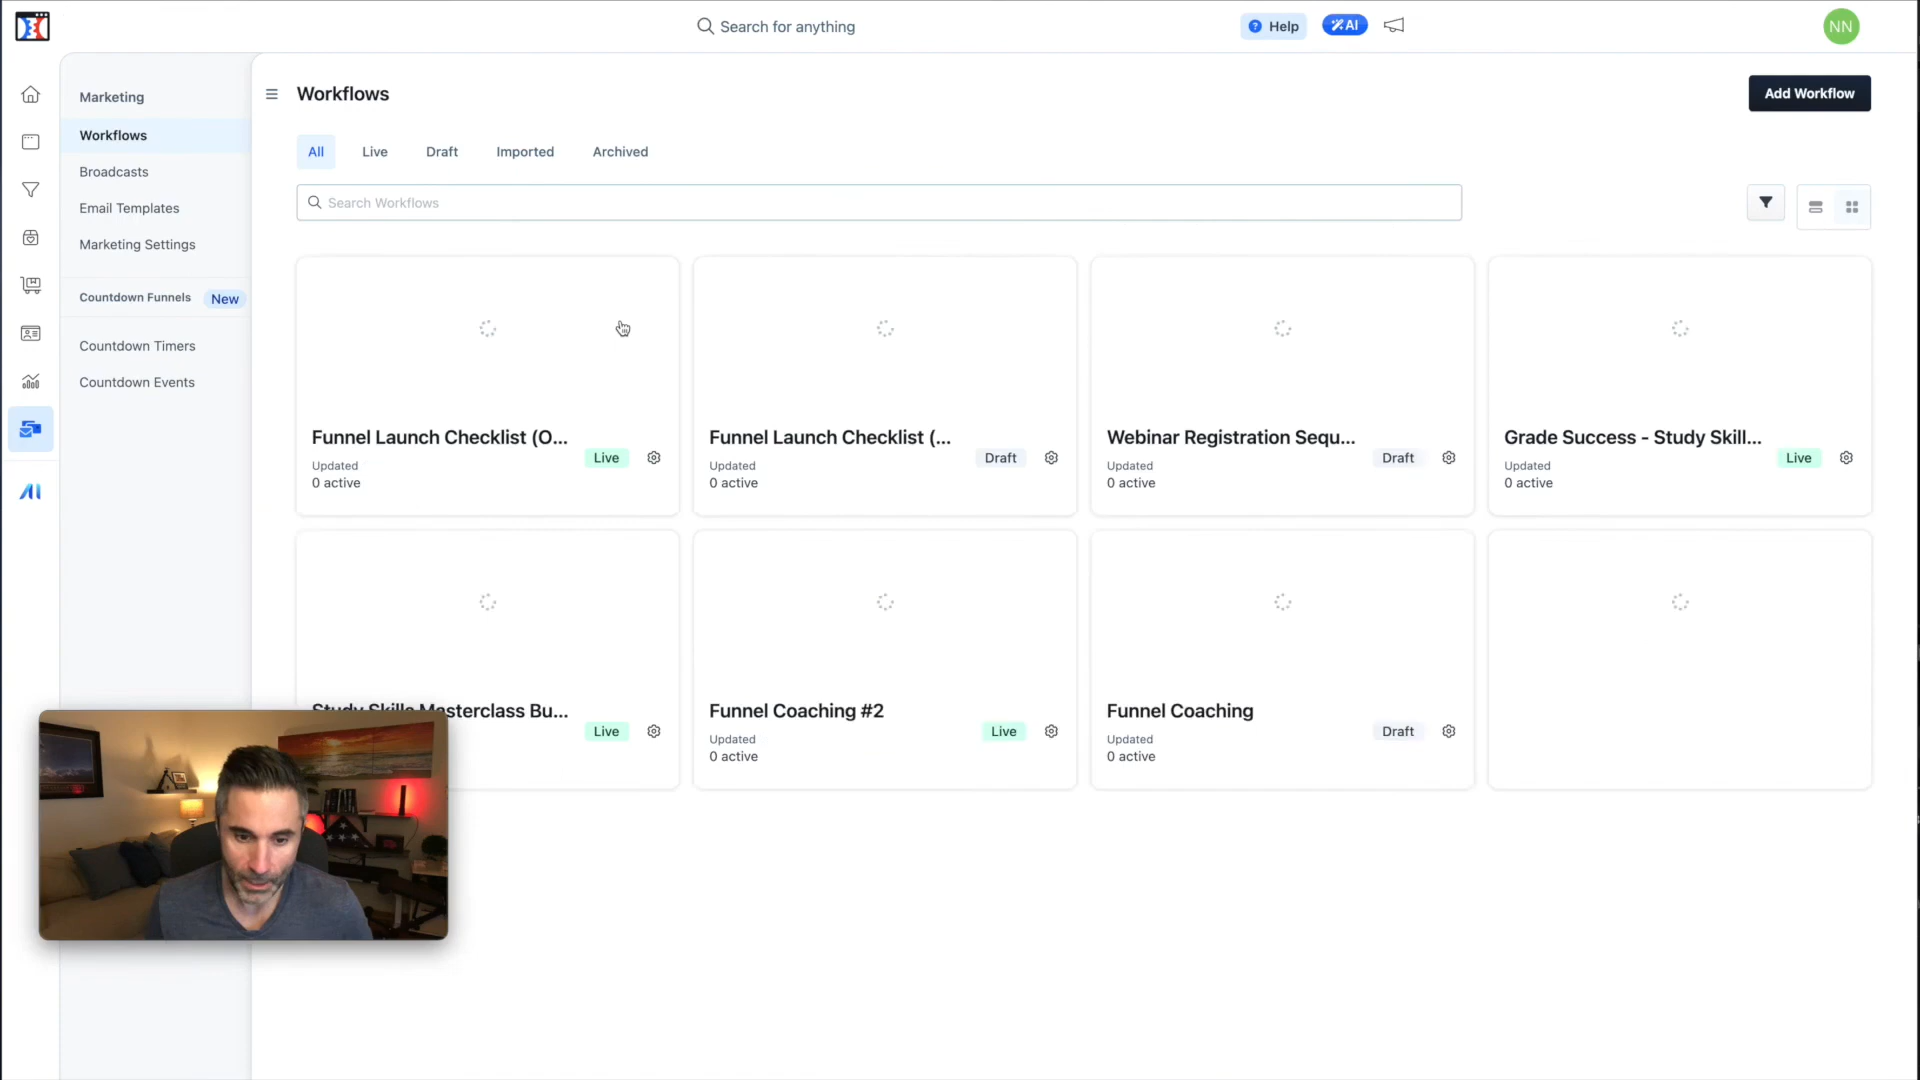 Search for anything
Help
AI
NN
Marketing
Workflows
Broadcasts
Email Templates
Marketing Settings
Countdown Funnels New
Countdown Timers
Countdown Events
AI
Workflows
Add Workflow
All Live Draft Imported Archived
Search Workflows
Funnel Launch Checklist (O...
Updated
0 active
Live
Funnel Launch Checklist (...
Updated
0 active
Draft
Webinar Registration Sequ...
Updated
0 active
Draft
Grade Success - Study Skill...
Updated
0 active
Live
Study Skills Masterclass Bu...
Live
Funnel Coaching #2
Updated
0 active
Live
Funnel Coaching
Updated
0 active
Draft